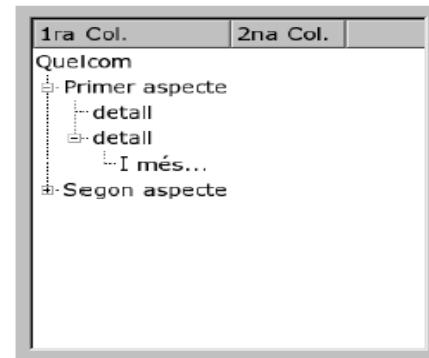 1ra Col. 2na Col.
Quelcom
Primer aspecte
detall
detall
I més...
Segon aspecte